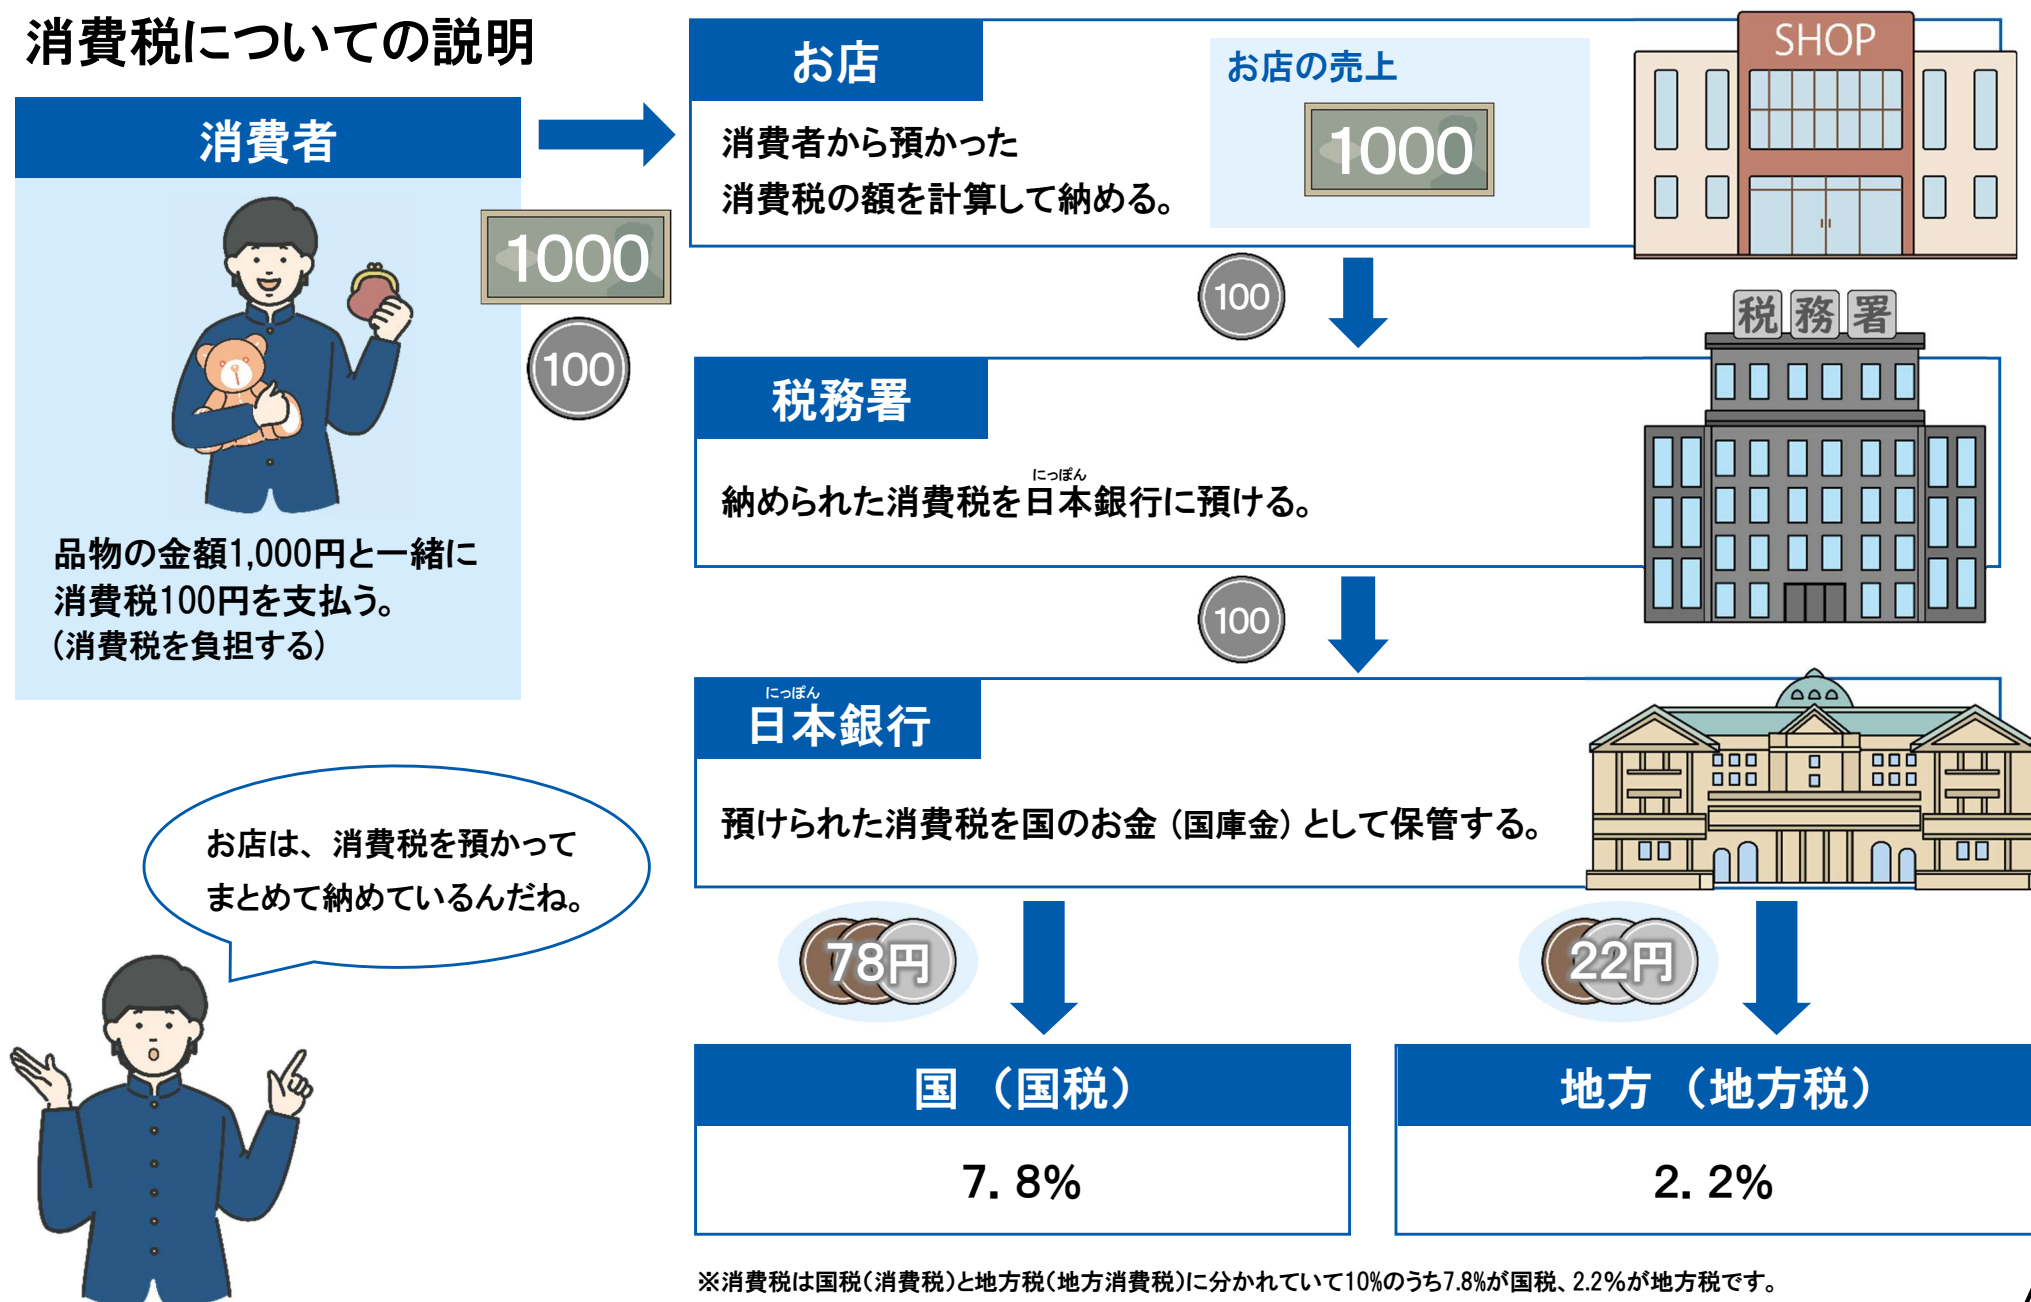 消費税についての説明
消費者
1000
100
品物の金額1,000円と一緒に
消費税100円を支払う。
(消費税を負担する)
お店
消費者から預かった
消費税の額を計算して納める。
お店の売上
1000
SHOP
100
税務署
税務署
にっぽん
納められた消費税を日本銀行に預ける。
100
にっぽん
日本銀行
預けられた消費税を国のお金（国庫金）として保管する。
お店は、消費税を預かって
まとめて納めているんだね。
78円
22円
国（国税）
7.8%
地方（地方税）
2.2%
※消費税は国税(消費税)と地方税(地方消費税)に分かれていて10%のうち7.8%が国税、2.2%が地方税です。